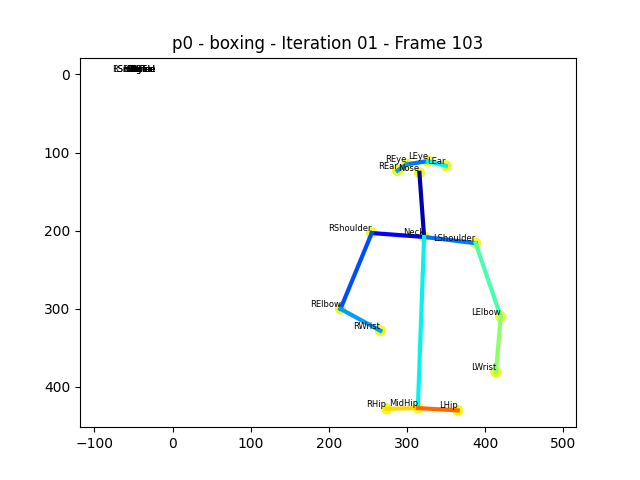 p0 - boxing - Iteration 01 - Frame 103
0
100
200
300
400
−100
0
100
200
300
400
500
REye
LEye
REar
Nose
LEar
RShoulder
Neck
LShoulder
RElbow
LElbow
RWrist
LWrist
RHip
MidHip
LHip